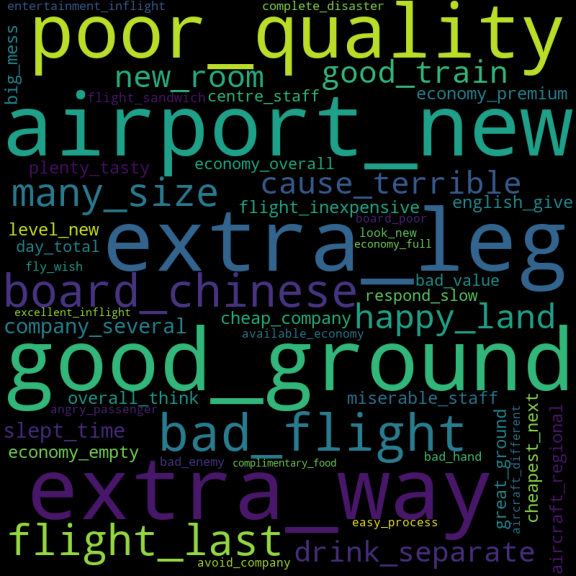 entertainment_inflight
complete_disaster
big_mess
poor_quality
new_room
good_train
flight_sandwich
centre_staff
economy_premium
airport_new
plenty_tasty
economy_overall
many_size
cause_terrible
flight_inexpensive
english_give
level_new
board_poor
day_total
extra_leg
look_new
economy_full
fly_wish
board_chinese
bad_value
respond_slow
excellent_inflight
company_several
cheap_company
happy_land
available_economy
good_ground
overall_think
miserable_staff
angry_passenger
slept_time
bad_flight
great_ground
aircraft_different
cheapest_next
aircraft_regional
economy_empty
bad_enemy
complimentary_food
bad_hand
extra_way
easy_process
flight_last
drink_separate
avoid_company